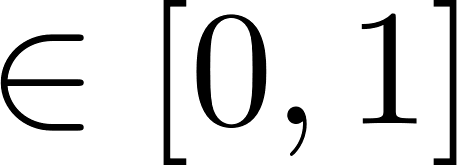 ∈ [0, 1]